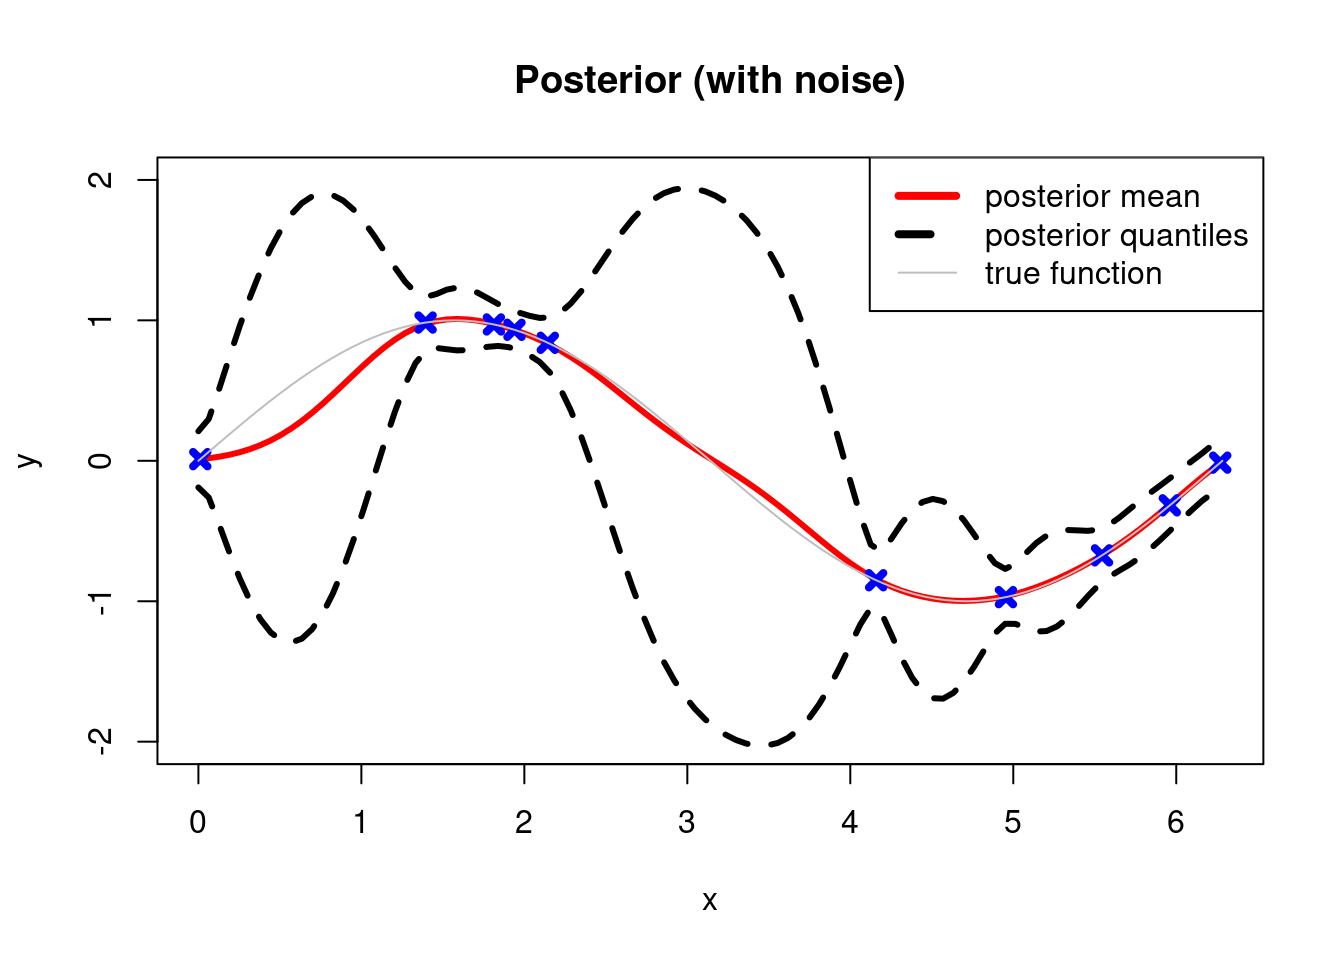 Posterior (with noise)
posterior mean
posterior quantiles
true function
y
2
1
0
-1
-2
0 1 2 3 4 5 6
x